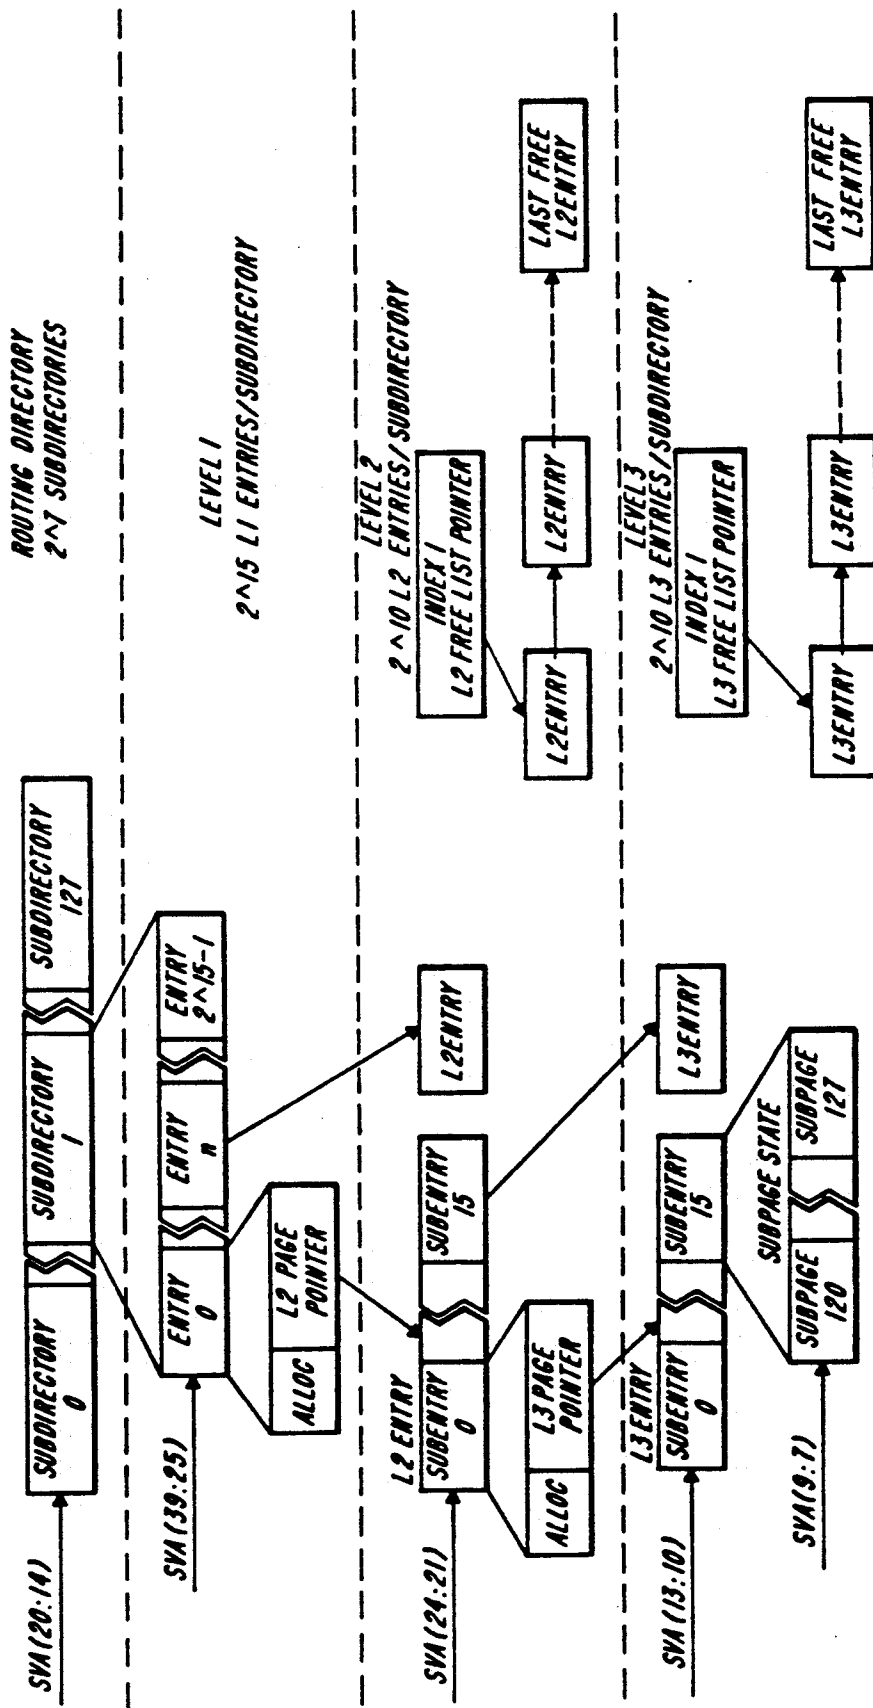 ROUTING DIRECTORY
2^7 SUBDIRECTORIES
SVA(20:14)
SUBDIRECTORY
0
SUBDIRECTORY
1
SUBDIRECTORY
127
LEVEL 1
2^15 L1 ENTRIES/SUBDIRECTORY
SVA(39:25)
ENTRY
0
ENTRY
n
ENTRY
2^15-1
ALLOC
L2 PAGE
POINTER
LEVEL 2
2^10 L2 ENTRIES/SUBDIRECTORY
SVA(24:21)
L2 ENTRY
SUBENTRY
0
SUBENTRY
15
L2ENTRY
INDEX 1
L2 FREE LIST POINTER
ALLOC
L3 PAGE
POINTER
L2ENTRY
L2ENTRY
LAST FREE
L2ENTRY
LEVEL 3
2^10 L3 ENTRIES/SUBDIRECTORY
SVA(13:10)
L3 ENTRY
SUBENTRY
0
SUBENTRY
15
L3ENTRY
INDEX 1
L3 FREE LIST POINTER
SUBPAGE STATE
SVA(9:7)
SUBPAGE
120
SUBPAGE
127
L3ENTRY
L3ENTRY
LAST FREE
L3ENTRY